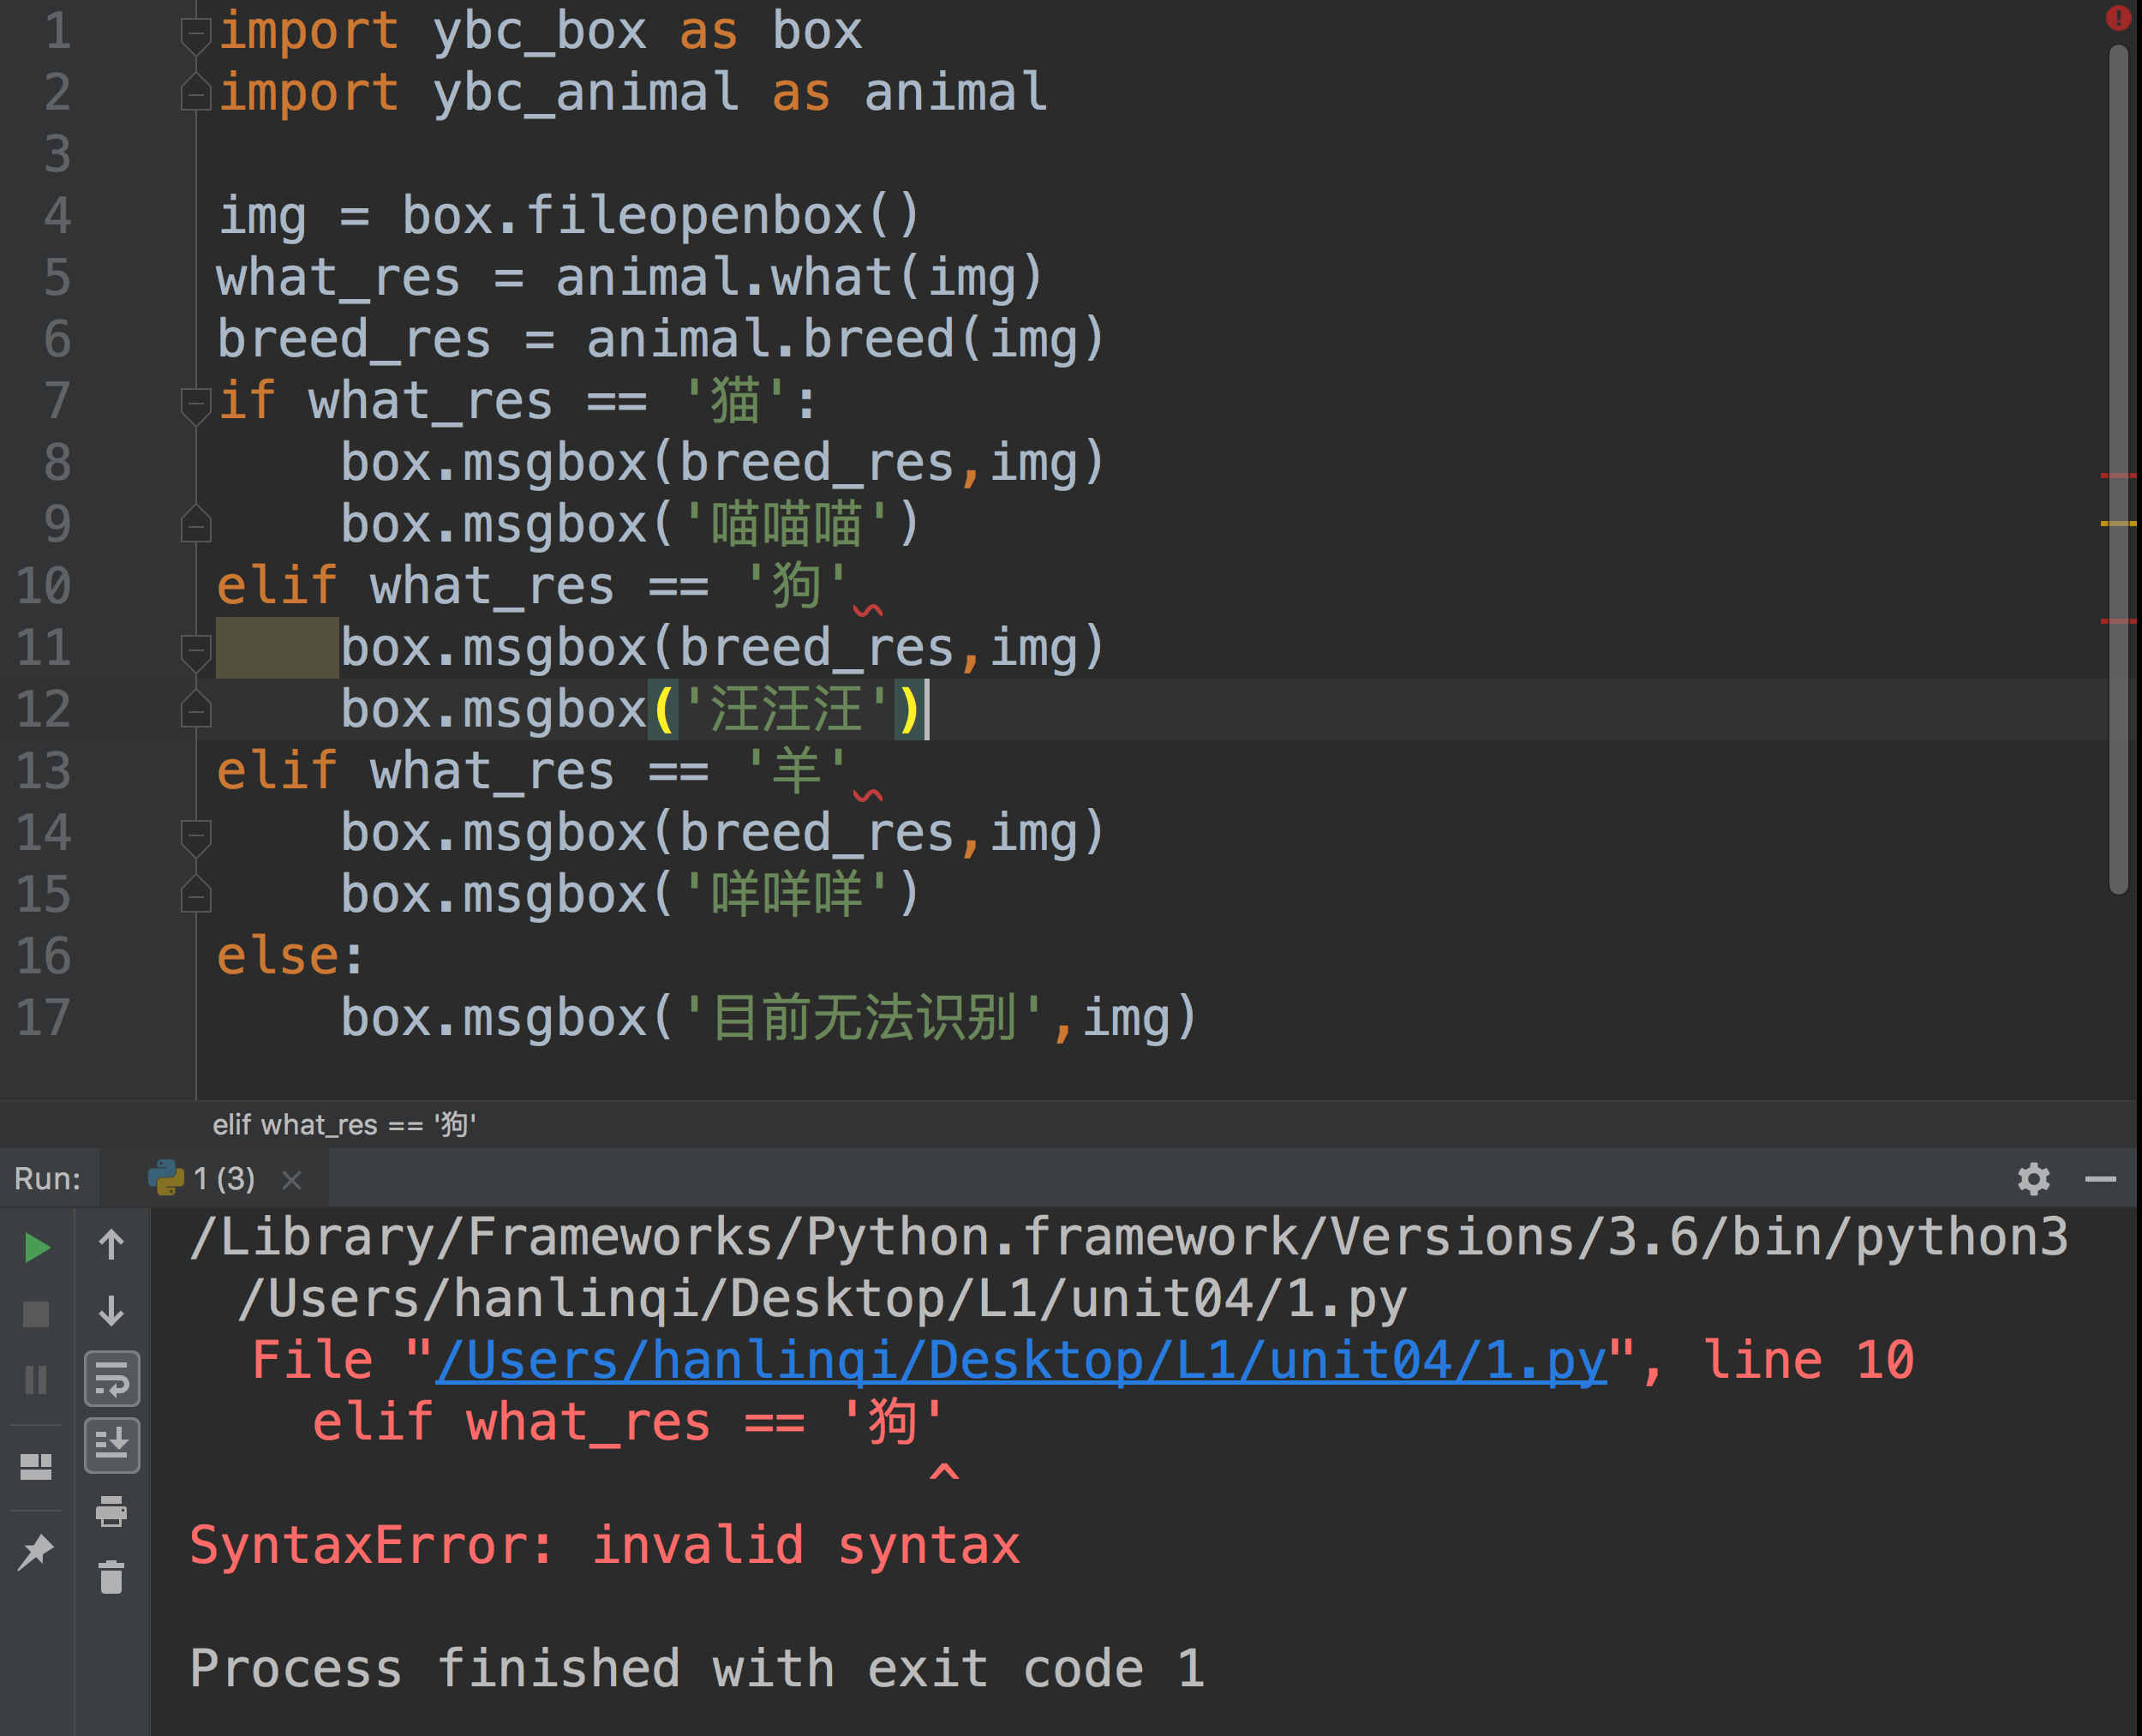 1 import ybc_box as box
2 import ybc_animal as animal
3
4 img = box.fileopenbox()
5 what_res = animal.what(img)
6 breed_res = animal.breed(img)
7 if what_res == '猫':
8     box.msgbox(breed_res,img)
9     box.msgbox('喵喵喵')
10 elif what_res == '狗'
11     box.msgbox(breed_res,img)
12     box.msgbox('汪汪汪')
13 elif what_res == '羊'
14     box.msgbox(breed_res,img)
15     box.msgbox('咩咩咩')
16 else:
17     box.msgbox('目前无法识别',img)
elif what_res == '狗'
Run: 1 (3)
/Library/Frameworks/Python.framework/Versions/3.6/bin/python3
/Users/hanlinqi/Desktop/L1/unit04/1.py
File "/Users/hanlinqi/Desktop/L1/unit04/1.py", line 10
elif what_res == '狗'
^
SyntaxError: invalid syntax
Process finished with exit code 1